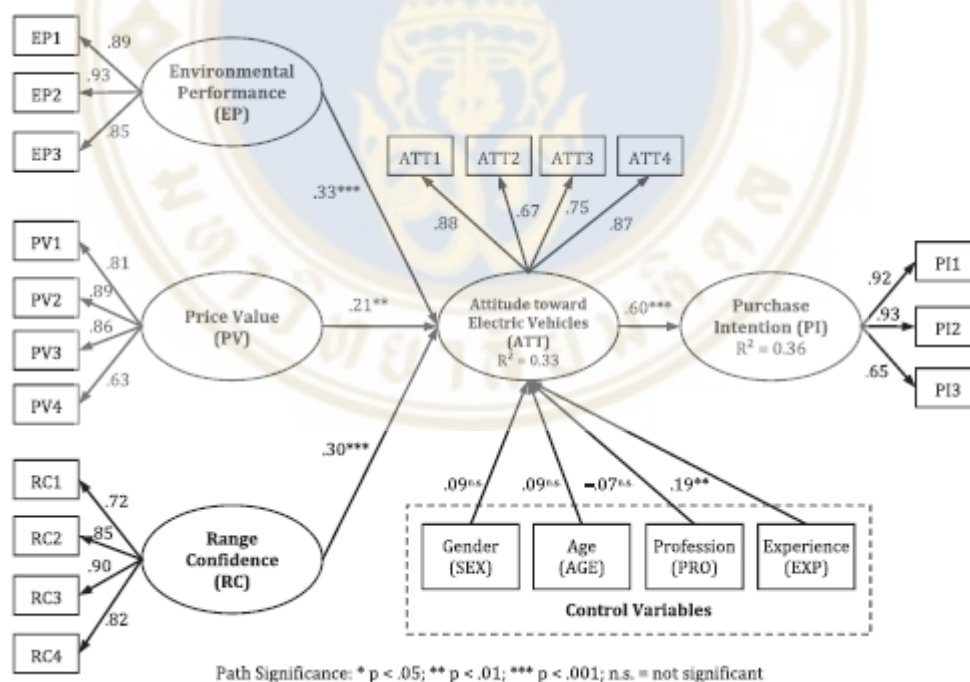 EP1
.89
EP2
.93
EP3
.85
Environmental
Performance
(EP)
.33***
ATT1
ATT2
ATT3
ATT4
.88
.67
.75
.87
PV1
.81
PV2
.89
PV3
.86
PV4
.63
Price Value
(PV)
.21**
Attitude toward
Electric Vehicles
(ATT)
R² = 0.33
.60***
Purchase
Intention (PI)
R² = 0.36
PI1
.92
PI2
.93
PI3
.65
RC1
.72
RC2
.85
RC3
.90
RC4
.82
Range
Confidence
(RC)
.30***
.09n.s.
.09n.s.
-.07n.s.
.19**
Gender
(SEX)
Age
(AGE)
Profession
(PRO)
Experience
(EXP)
Control Variables
Path Significance: * p < .05; ** p < .01; *** p < .001; n.s. = not significant